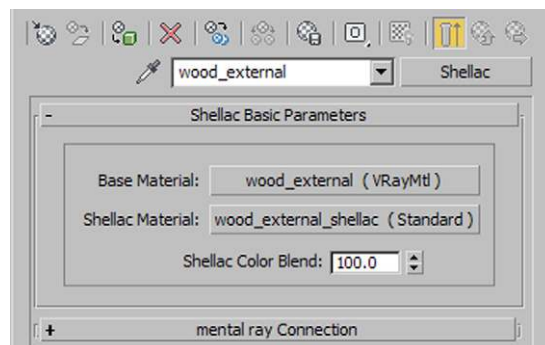 wood_external Shellac
- Shellac Basic Parameters
Base Material: wood_external ( VRayMtl )
Shellac Material: wood_external_shellac ( Standard )
Shellac Color Blend: 100.0
+ mental ray Connection